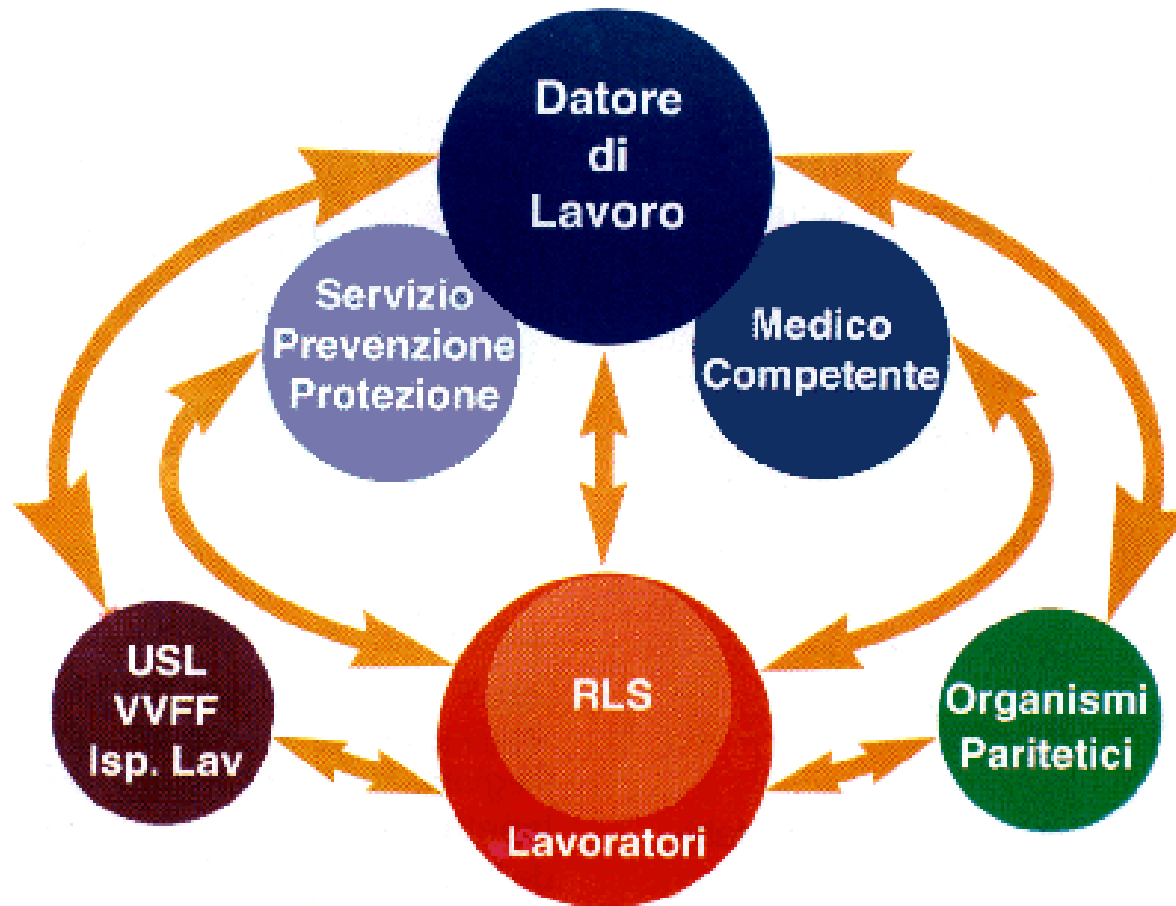 Datore
di
Lavoro
Servizio
Prevenzione
Protezione
Medico
Competente
USL
VVFF
Isp. Lav
RLS
Lavoratori
Organismi
Paritetici